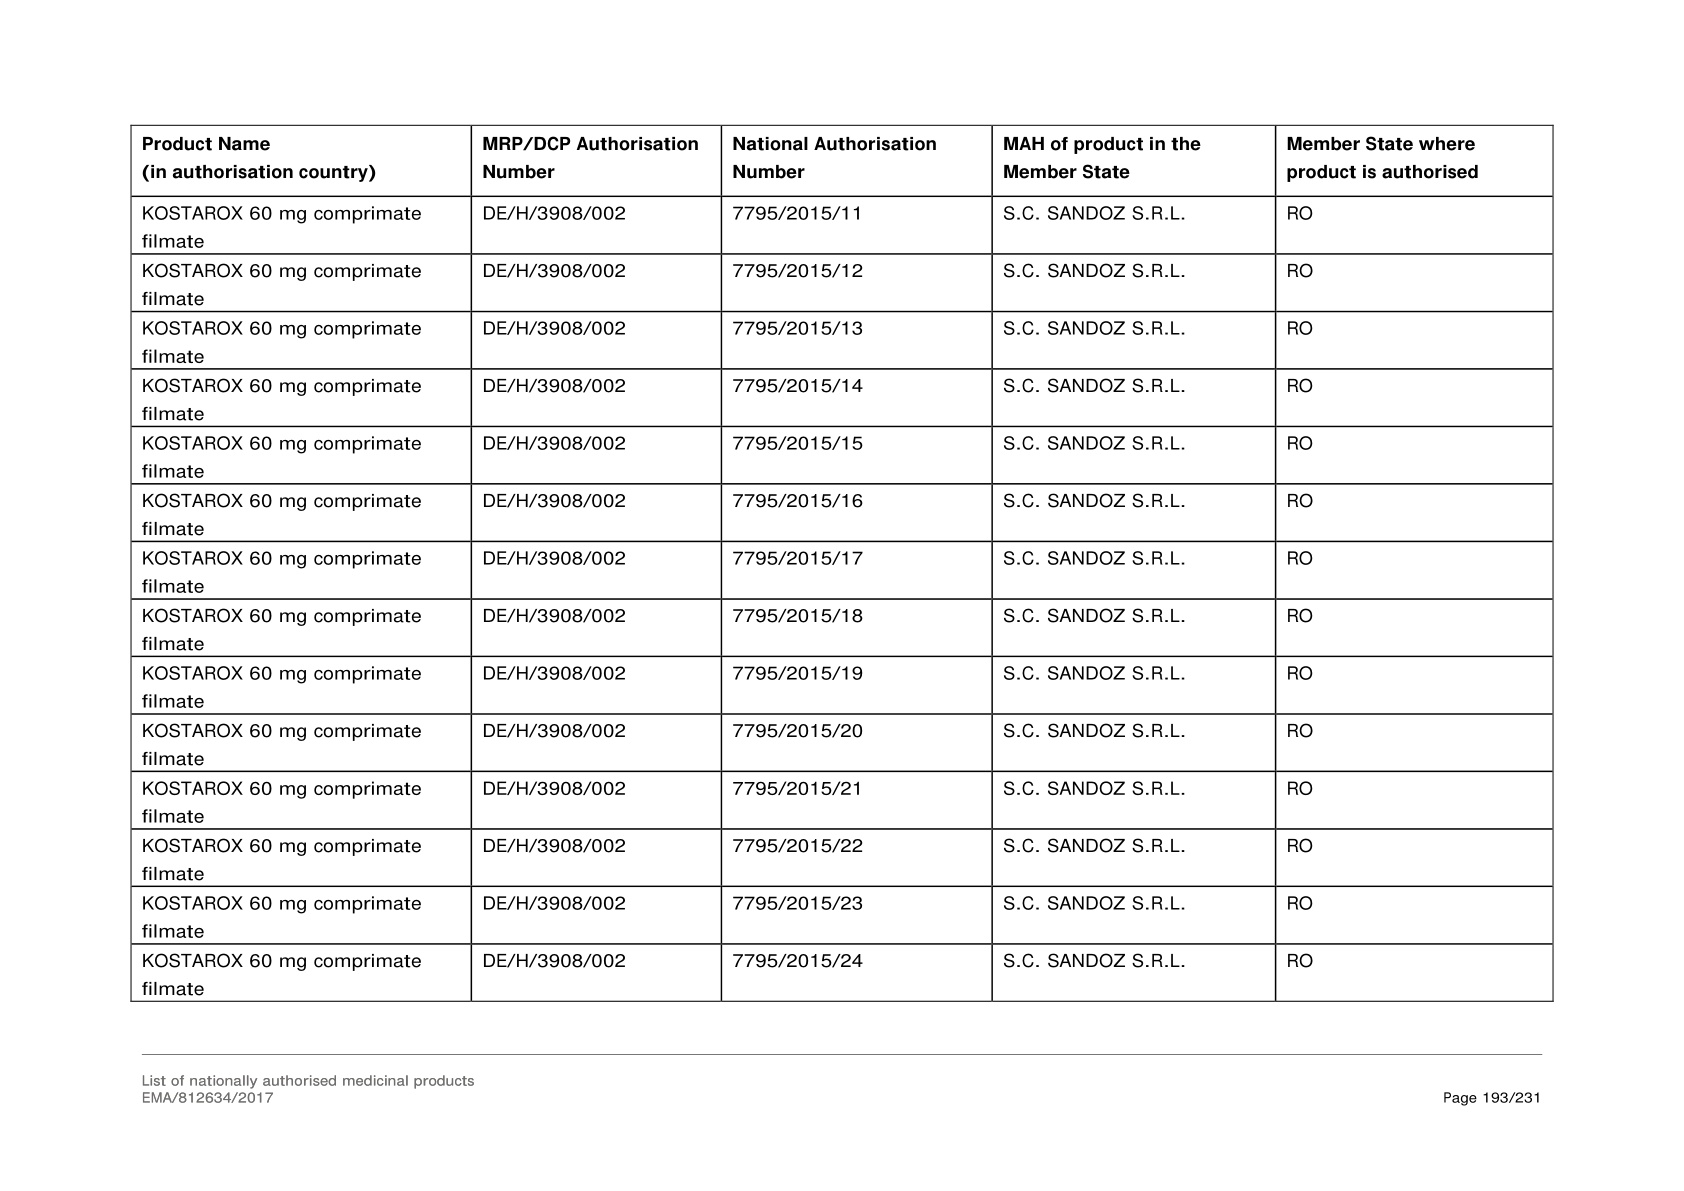 Product Name
(in authorisation country)
MRP/DCP Authorisation
Number
National Authorisation
Number
MAH of product in the
Member State
Member State where
product is authorised
KOSTAROX 60 mg comprimate
filmate
DE/H/3908/002
7795/2015/11
S.C. SANDOZ S.R.L.
RO
KOSTAROX 60 mg comprimate
filmate
DE/H/3908/002
7795/2015/12
S.C. SANDOZ S.R.L.
RO
KOSTAROX 60 mg comprimate
filmate
DE/H/3908/002
7795/2015/13
S.C. SANDOZ S.R.L.
RO
KOSTAROX 60 mg comprimate
filmate
DE/H/3908/002
7795/2015/14
S.C. SANDOZ S.R.L.
RO
KOSTAROX 60 mg comprimate
filmate
DE/H/3908/002
7795/2015/15
S.C. SANDOZ S.R.L.
RO
KOSTAROX 60 mg comprimate
filmate
DE/H/3908/002
7795/2015/16
S.C. SANDOZ S.R.L.
RO
KOSTAROX 60 mg comprimate
filmate
DE/H/3908/002
7795/2015/17
S.C. SANDOZ S.R.L.
RO
KOSTAROX 60 mg comprimate
filmate
DE/H/3908/002
7795/2015/18
S.C. SANDOZ S.R.L.
RO
KOSTAROX 60 mg comprimate
filmate
DE/H/3908/002
7795/2015/19
S.C. SANDOZ S.R.L.
RO
KOSTAROX 60 mg comprimate
filmate
DE/H/3908/002
7795/2015/20
S.C. SANDOZ S.R.L.
RO
KOSTAROX 60 mg comprimate
filmate
DE/H/3908/002
7795/2015/21
S.C. SANDOZ S.R.L.
RO
KOSTAROX 60 mg comprimate
filmate
DE/H/3908/002
7795/2015/22
S.C. SANDOZ S.R.L.
RO
KOSTAROX 60 mg comprimate
filmate
DE/H/3908/002
7795/2015/23
S.C. SANDOZ S.R.L.
RO
KOSTAROX 60 mg comprimate
filmate
DE/H/3908/002
7795/2015/24
S.C. SANDOZ S.R.L.
RO
List of nationally authorised medicinal products
EMA/812634/2017
Page 193/231